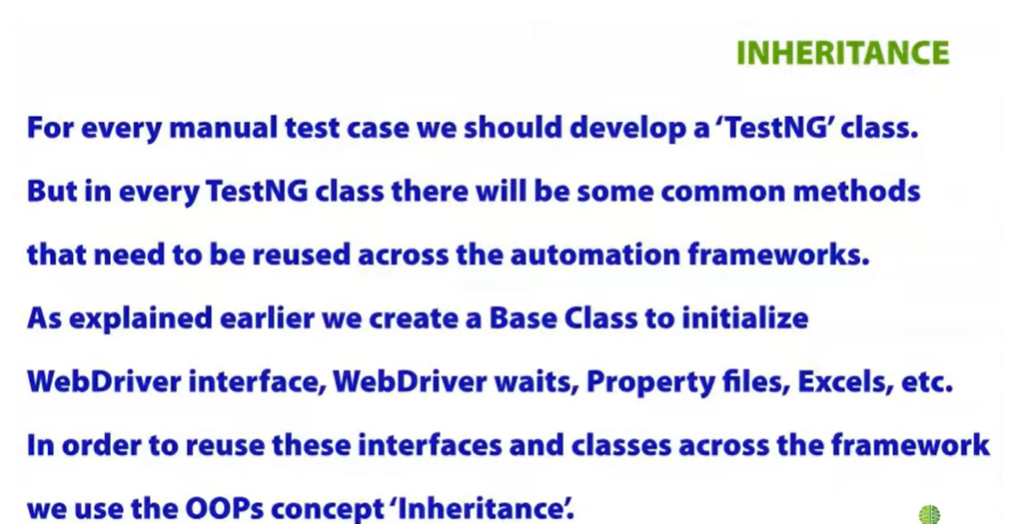 INHERITANCE
For every manual test case we should develop a ‘TestNG’ class.
But in every TestNG class there will be some common methods
that need to be reused across the automation frameworks.
As explained earlier we create a Base Class to initialize
WebDriver interface, WebDriver waits, Property files, Excels, etc.
In order to reuse these interfaces and classes across the framework
we use the OOPs concept ‘Inheritance’.